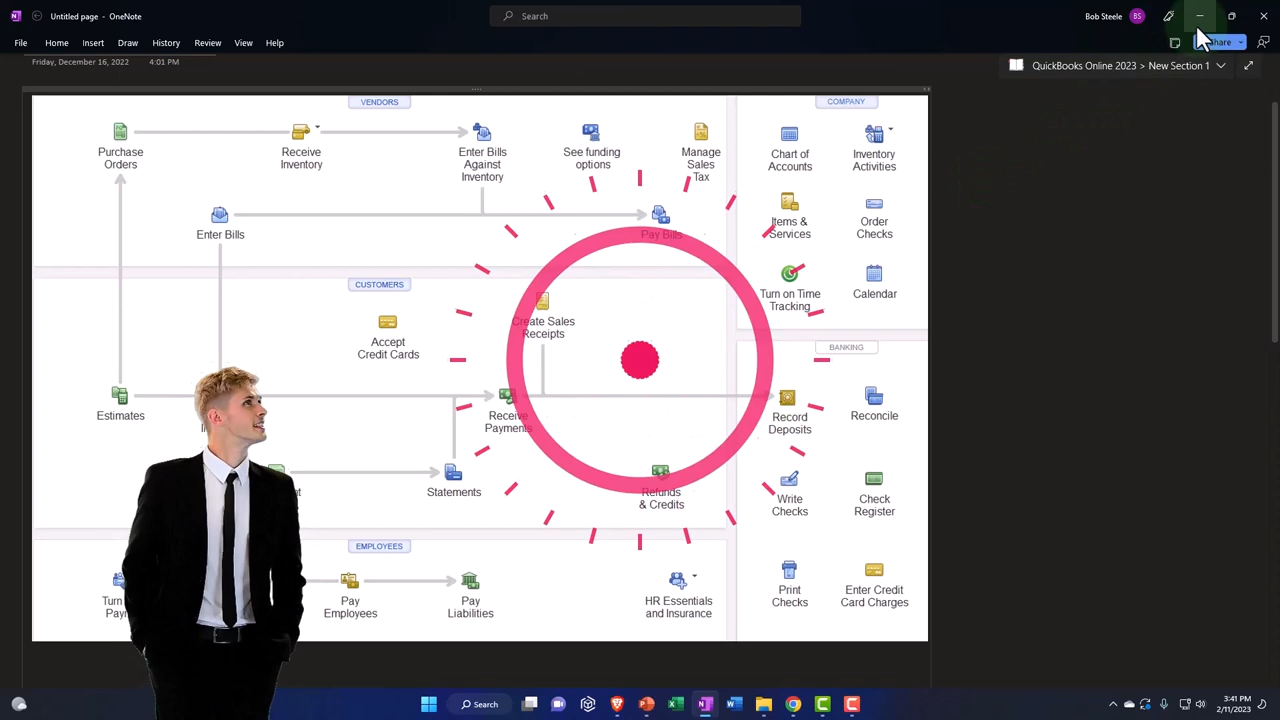 Untitled page - OneNote
Search
Bob Steele
BS
File
Home
Insert
Draw
History
Review
View
Help
Share
Friday, December 16, 2022
4:01 PM
QuickBooks Online 2023 > New Section 1
VENDORS
COMPANY
Purchase
Orders
Receive
Inventory
Enter Bills
Against
Inventory
See funding
options
Manage
Sales
Tax
Chart of
Accounts
Inventory
Activities
Enter Bills
Pay Bills
Items &
Services
Order
Checks
CUSTOMERS
Turn on Time
Tracking
Calendar
Accept
Credit Cards
Create Sales
Receipts
BANKING
Estimates
Receive
Payments
Record
Deposits
Reconcile
Statements
Refunds
& Credits
Write
Checks
Check
Register
EMPLOYEES
Turn
Pay
Employees
Pay
Liabilities
HR Essentials
and Insurance
Print
Checks
Enter Credit
Card Charges
Search
3:41 PM
2/11/2023